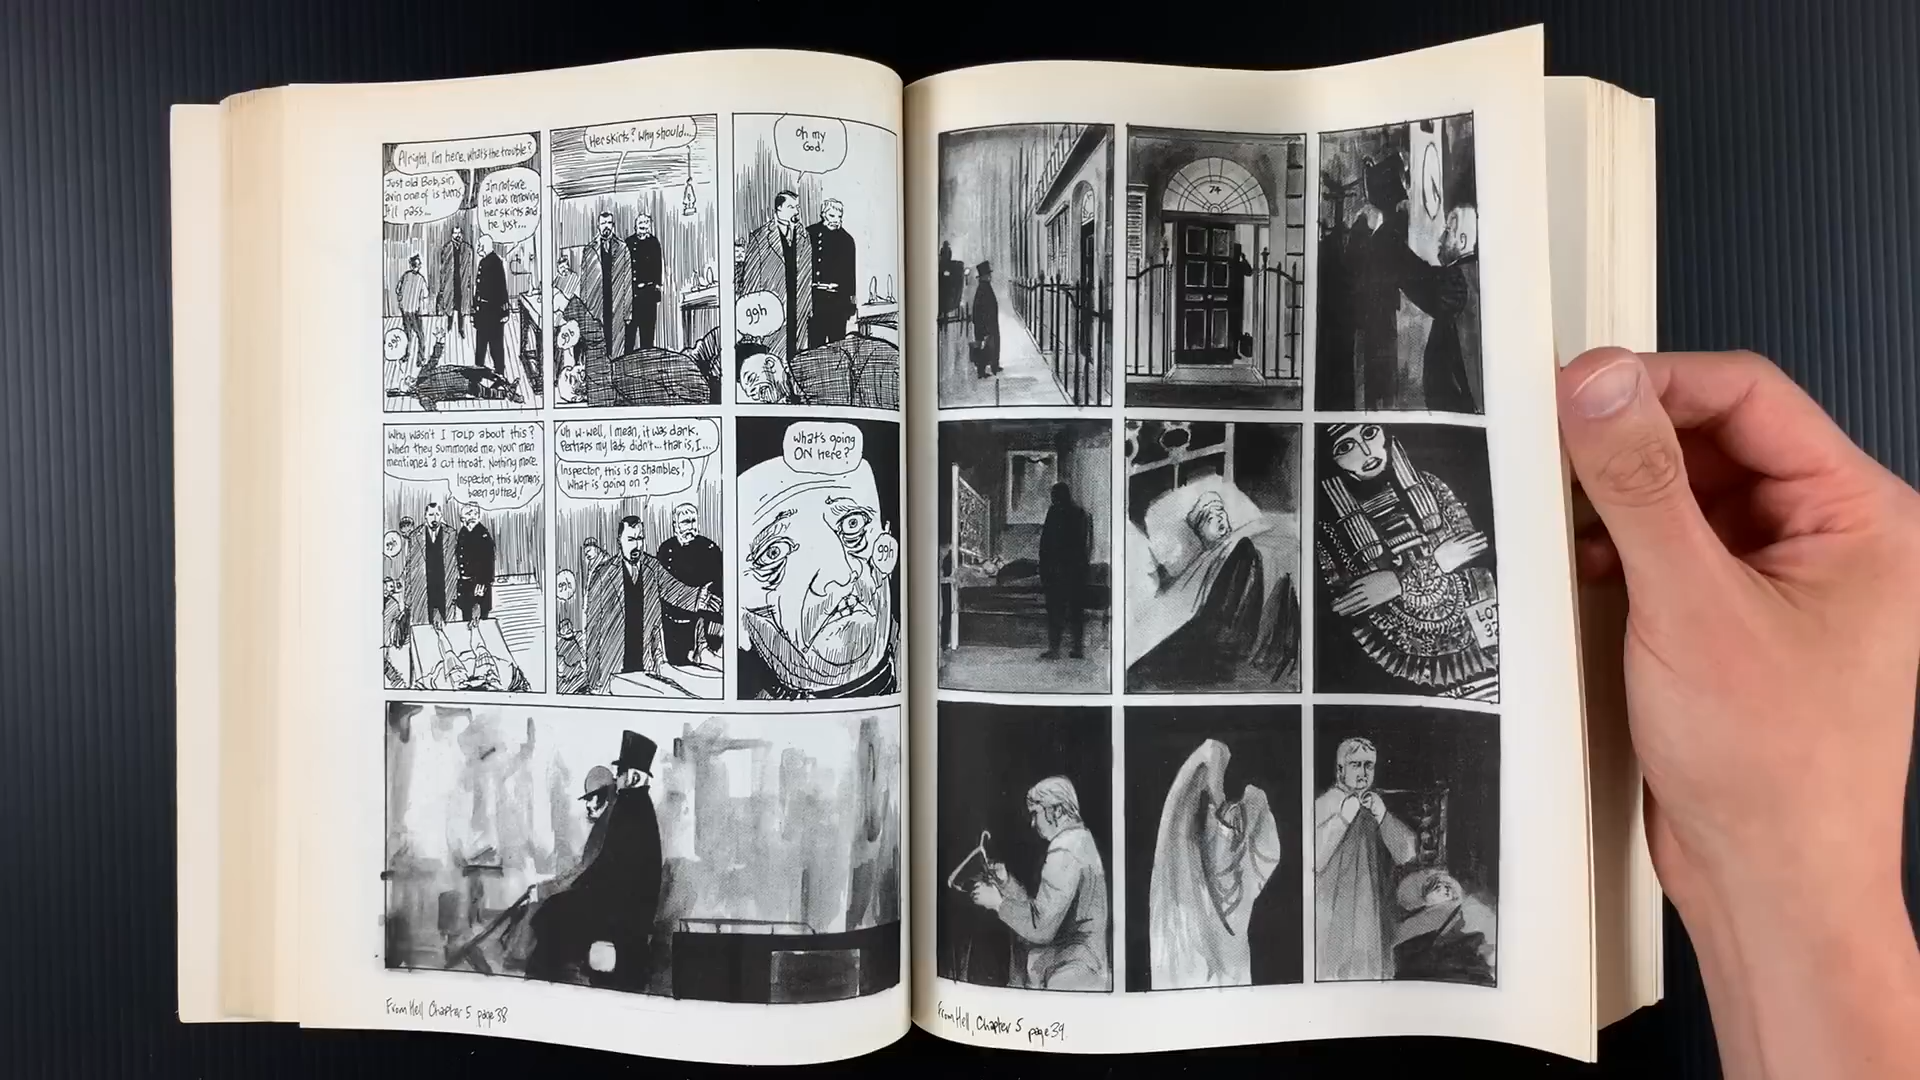 Alright, I'm here. What's the trouble?
Just old Bob, sir,
'avin one of 'is turns
It'll pass...
I'm not sure.
He was removing
her skirts and
he just...
ggh
Her skirts? Why should...
ggh
Oh my
God!
ggh
Why wasn't I TOLD about this?
When they summoned me, your men
mentioned a cut throat. Nothing more.
Inspector, this woman's
been gutted!
ggh
Uh w-well, I mean, it was dark.
Perhaps my lads didn't... that is, I...
Inspector, this is a shambles!
What is going on?
ggh
What's going
ON here?
ggh
From Hell Chapter 5 page 38
74
LOT
32
From Hell, Chapter 5 page 39.